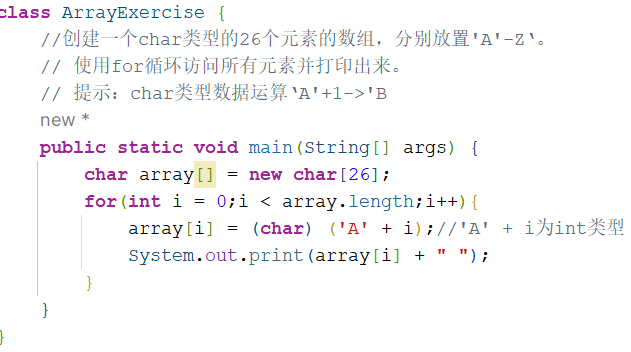 class ArrayExercise {
//创建一个char类型的26个元素的数组，分别放置'A'-Z‘。
// 使用for循环访问所有元素并打印出来。
// 提示：char类型数据运算‘A'+1->'B
new *
public static void main(String[] args) {
char array[] = new char[26];
for(int i = 0;i < array.length;i++){
array[i] = (char) ('A' + i);//'A' + i为int类型
System.out.print(array[i] + " ");
}
}
}